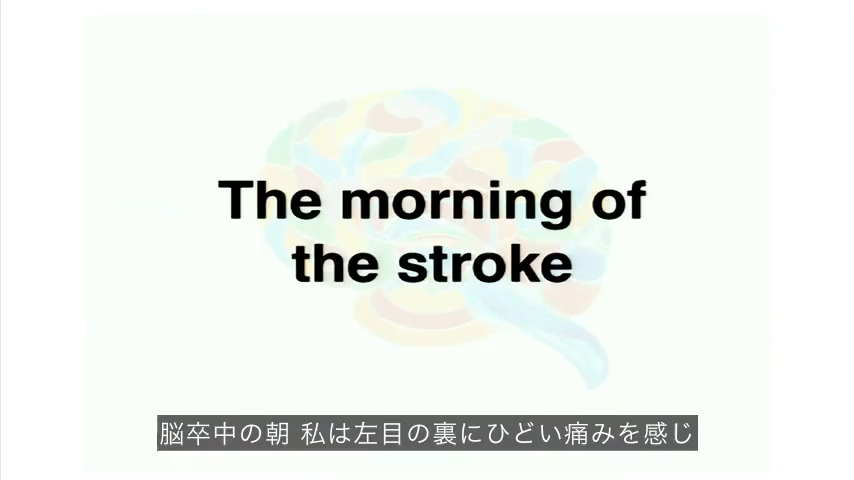 The morning of
the stroke
脳卒中の朝 私は左目の裏にひどい痛みを感じ